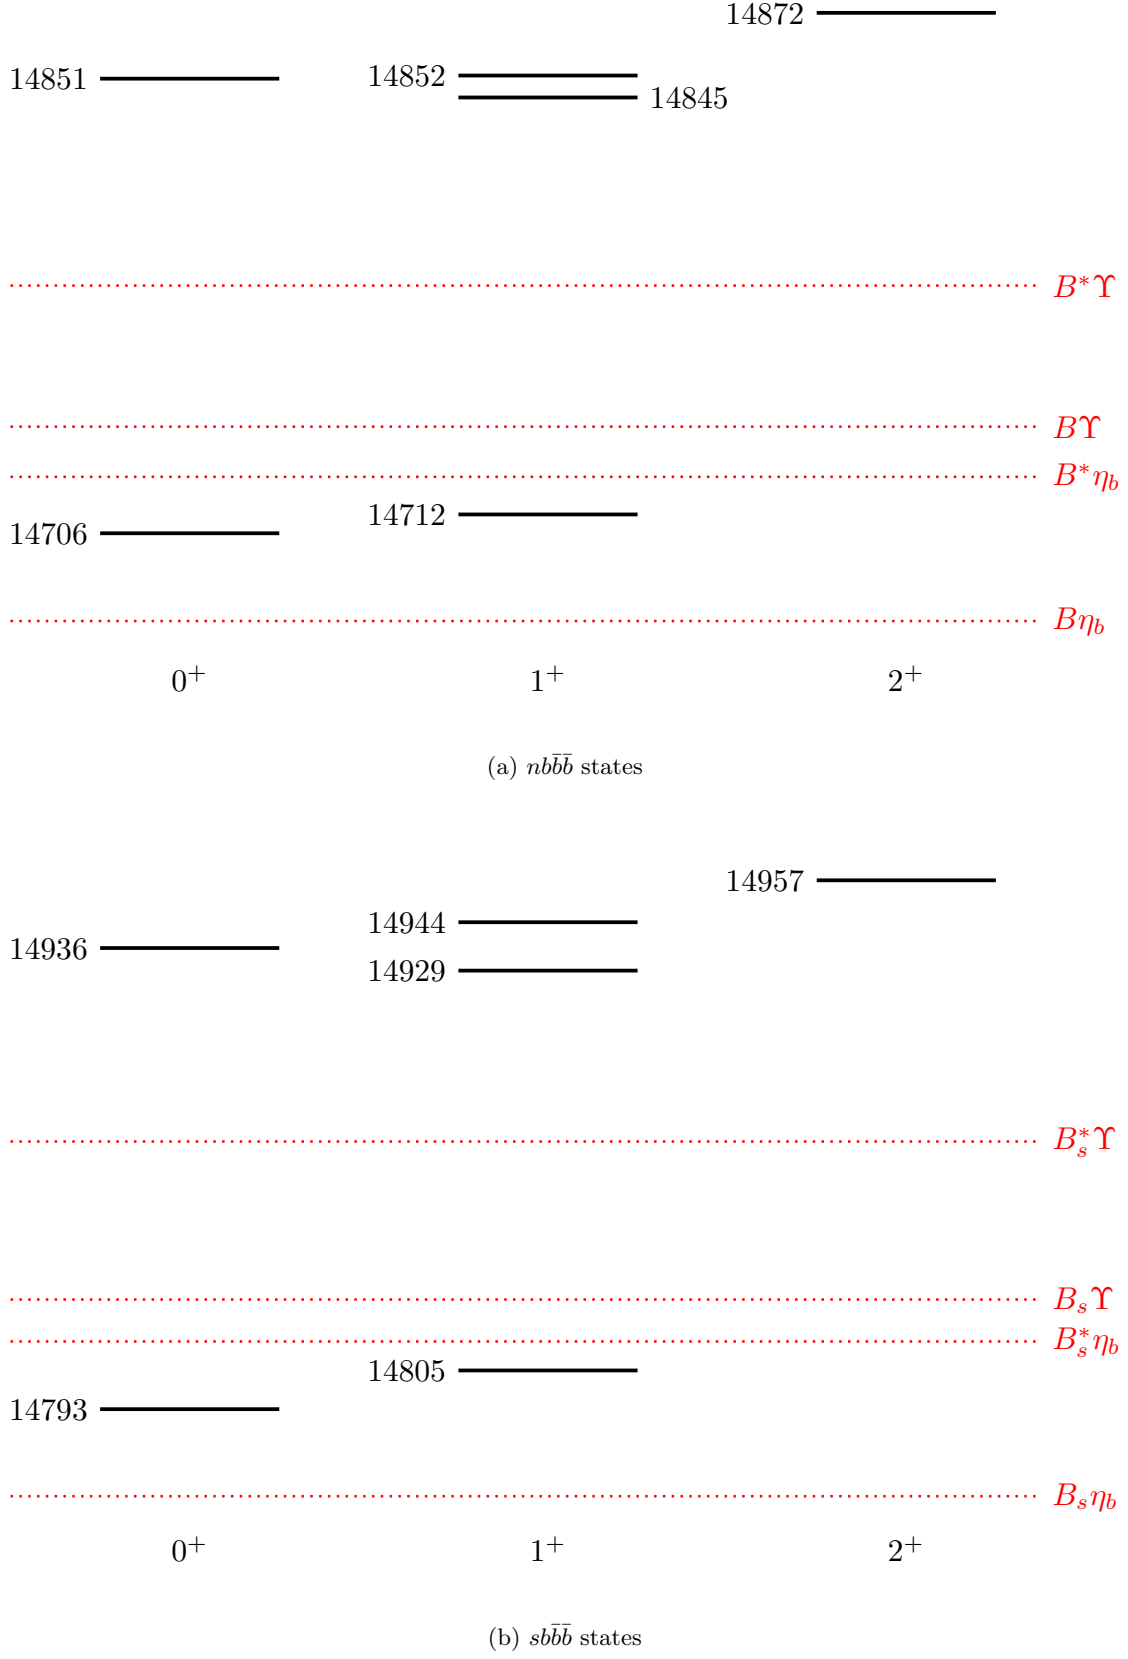 14872
14851
14852
14845
B*Υ
BΥ
B*η_b
14706
14712
Bη_b
0⁺ 1⁺ 2⁺
(a) nbb̄b̄ states
14957
14936
14944
14929
B_s*Υ
B_sΥ
B_s*η_b
14805
14793
B_sη_b
0⁺ 1⁺ 2⁺
(b) sbb̄b̄ states